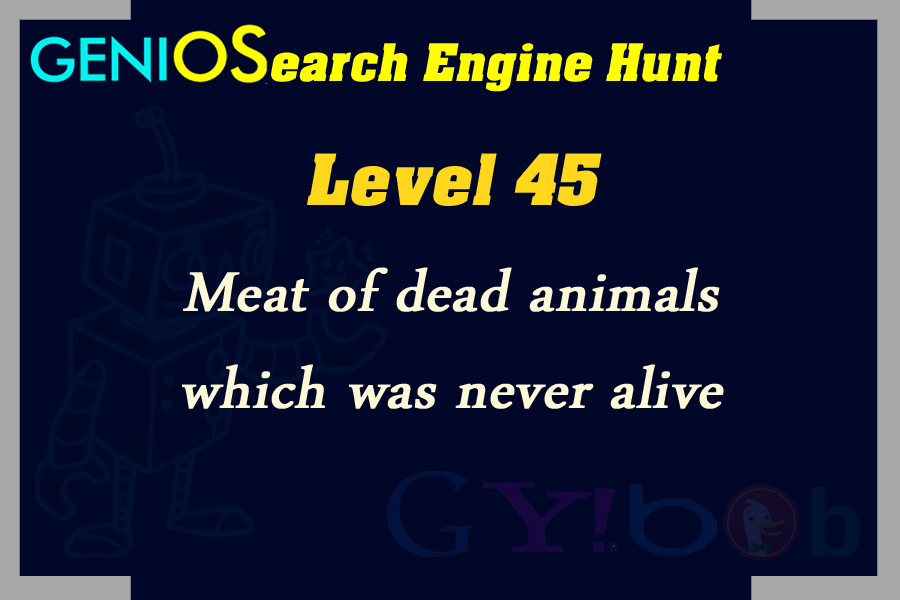 GENIOSearch Engine Hunt
Level 45
Meat of dead animals
which was never alive
G Y! b b